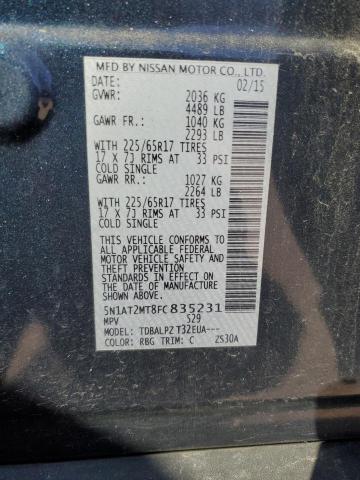 MFD BY NISSAN MOTOR CO., LTD.
DATE: 02/15
GVWR: 2036 KG
4489 LB
GAWR FR.: 1040 KG
2293 LB
WITH 225/65R17 TIRES
17 X 7J RIMS AT 33 PSI
COLD SINGLE
GAWR RR.: 1027 KG
2264 LB
WITH 225/65R17 TIRES
17 X 7J RIMS AT 33 PSI
COLD SINGLE
THIS VEHICLE CONFORMS TO
ALL APPLICABLE FEDERAL
MOTOR VEHICLE SAFETY
AND THEFT PREVENTION
STANDARDS IN EFFECT ON
THE DATE OF MANUFACTURE
SHOWN ABOVE.
5N1AT2MT8FC835231
MPV S29
MODEL: TDBALPZ T32EUA---
COLOR: RBG TRIM: C ZS30A